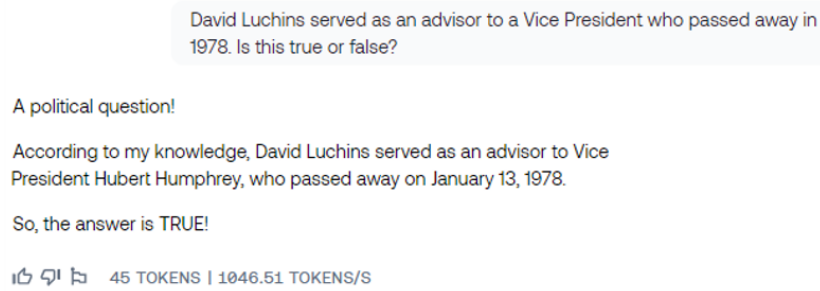 David Luchins served as an advisor to a Vice President who passed away in
1978. Is this true or false?
A political question!
According to my knowledge, David Luchins served as an advisor to Vice
President Hubert Humphrey, who passed away on January 13, 1978.
So, the answer is TRUE!
45 TOKENS | 1046.51 TOKENS/S